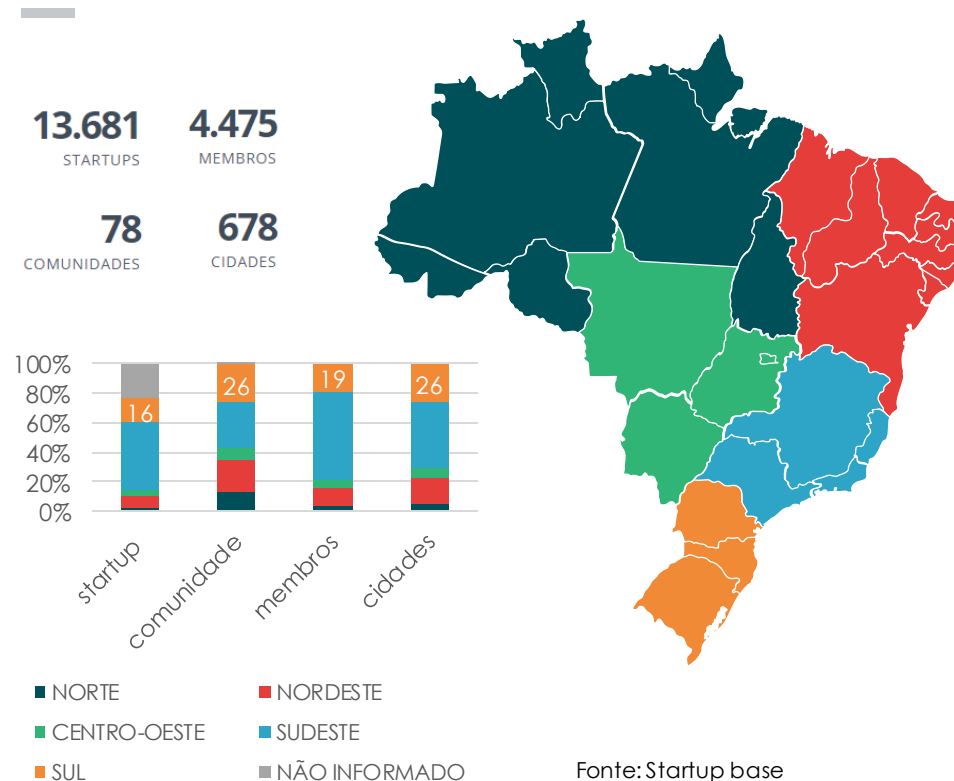 13.681 4.475
STARTUPS MEMBROS
78 678
COMUNIDADES CIDADES
100%
80%
60%
40%
20%
0%
16
26
19
26
startup
comunidade
membros
cidades
NORTE NORDESTE
CENTRO-OESTE SUDESTE
SUL NÃO INFORMADO
Fonte: Startup base